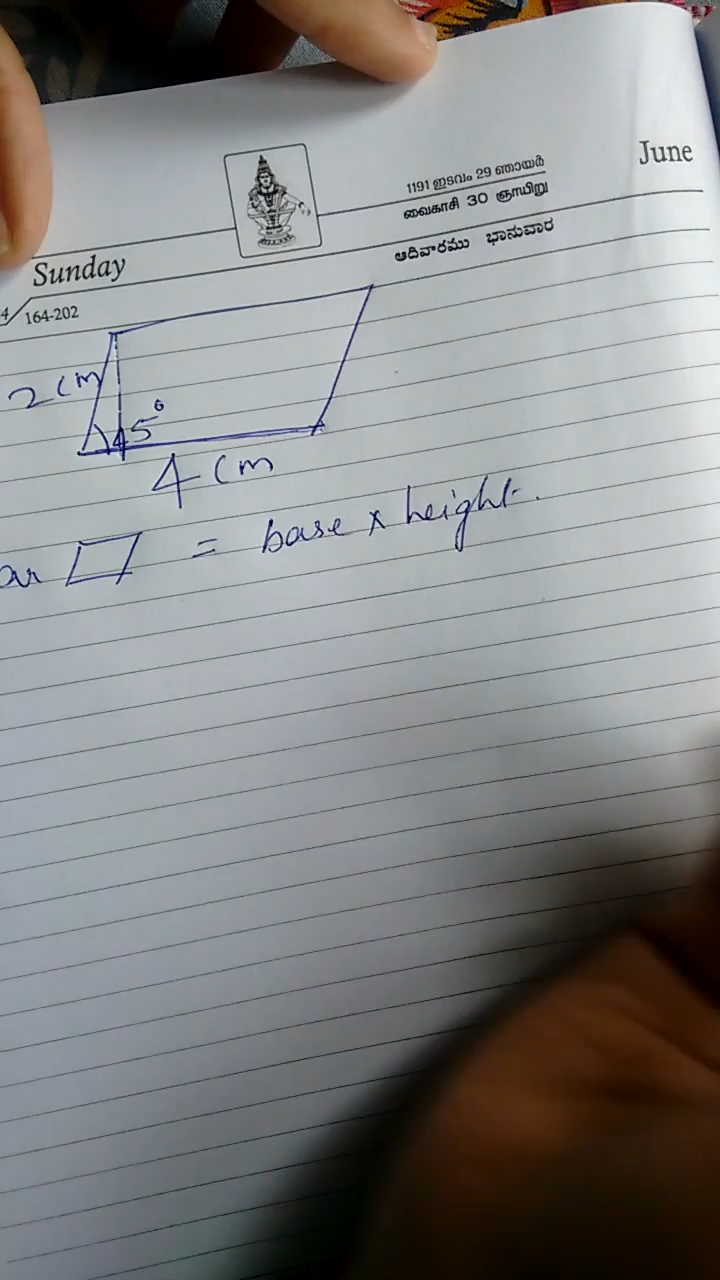 June
1191 ഇടവം 29 ഞായർ
வைகாசி 30 ஞாயிறு
ఆదివారము ಭಾನುವಾರ
Sunday
4/ 164-202
2 cm
45°
4 cm
ar ▱ = base x height.